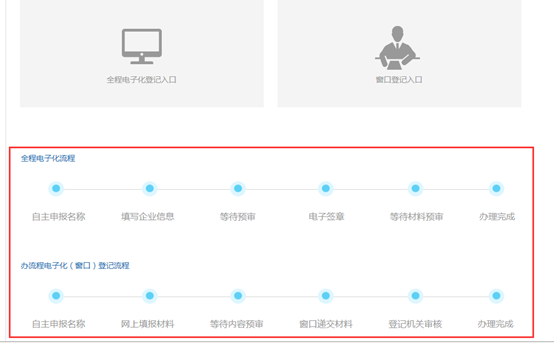 全程电子化登记入口 窗口登记入口
全程电子化流程
自主申报名称 填写企业信息 等待预审 电子签章 等待材料预审 办理完成
办流程电子化（窗口）登记流程
自主申报名称 网上填报材料 等待内容预审 窗口递交材料 登记机关审核 办理完成